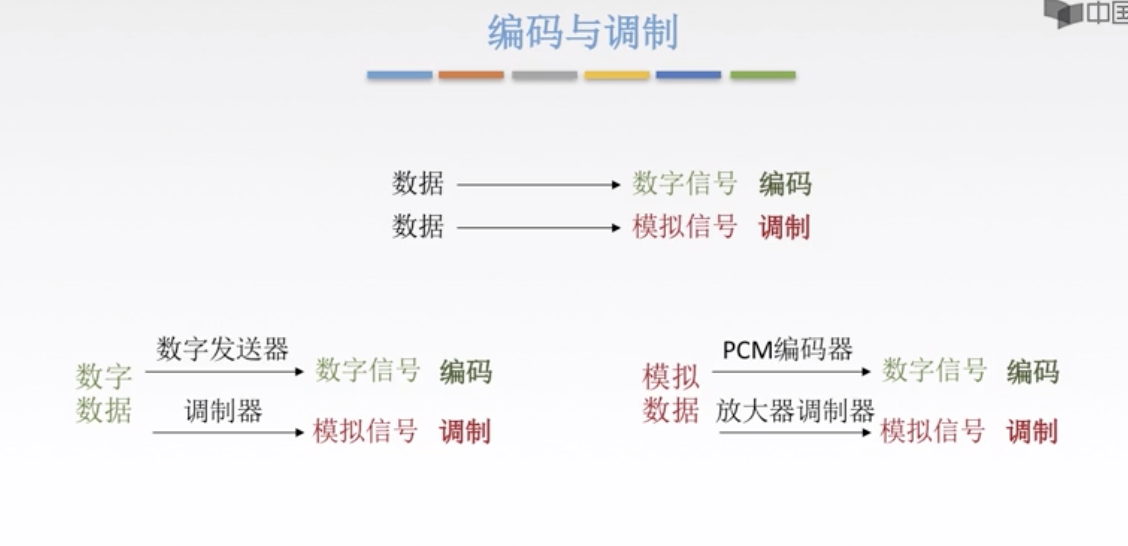 编码与调制
中国
数据 数字信号 编码
数据 模拟信号 调制
数字发送器
数字数据 数字信号 编码
调制器
模拟信号 调制
PCM编码器
模拟数据 数字信号 编码
放大器调制器
模拟信号 调制